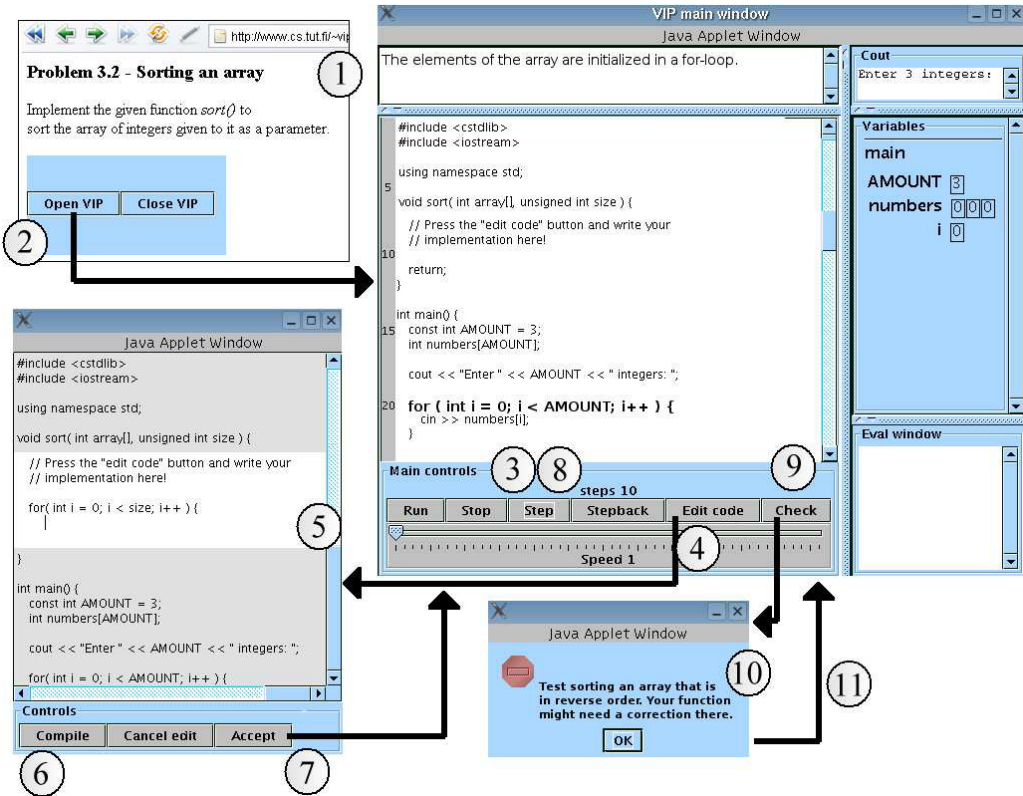 http://www.cs.tut.fi/~vip
1
Problem 3.2 - Sorting an array
Implement the given function sort() to
sort the array of integers given to it as a parameter.
Open VIP
Close VIP
2
VIP main window
Java Applet Window
The elements of the array are initialized in a for-loop.
Cout
Enter 3 integers:
#include <cstdlib>
#include <iostream>
using namespace std;
5
void sort( int array[], unsigned int size ) {
// Press the "edit code" button and write your
// implementation here!
10
return;
}
int main() {
15 const int AMOUNT = 3;
int numbers[AMOUNT];
cout << "Enter " << AMOUNT << " integers: ";
20 for ( int i = 0; i < AMOUNT; i++ ) {
cin >> numbers[i];
}
Variables
main
AMOUNT 3
numbers 0 0 0
i 0
Eval window
Main controls
3
8
9
steps 10
Run
Stop
Step
Stepback
Edit code
Check
4
Speed 1
Java Applet Window
#include <cstdlib>
#include <iostream>
using namespace std;
void sort( int array[], unsigned int size ) {
// Press the "edit code" button and write your
// implementation here!
for( int i = 0; i < size; i++ ) {
5
}
int main() {
const int AMOUNT = 3;
int numbers[AMOUNT];
cout << "Enter " << AMOUNT << " integers: ";
for( int i = 0; i < AMOUNT; i++ ) {
Controls
Compile
Cancel edit
Accept
6
7
Java Applet Window
10
Test sorting an array that is
in reverse order. Your function
might need a correction there.
OK
11